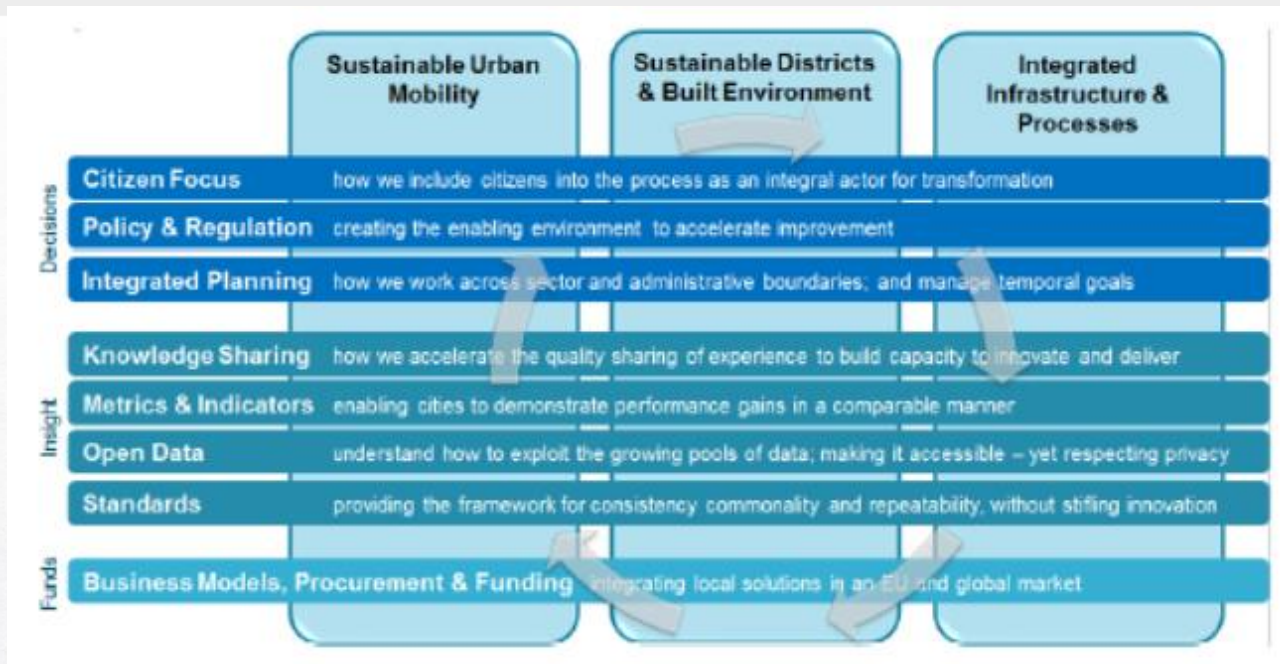 Sustainable Urban
Mobility
Sustainable Districts
& Built Environment
Integrated
Infrastructure &
Processes
Decisions
Citizen Focus how we include citizens into the process as an integral actor for transformation
Policy & Regulation creating the enabling environment to accelerate improvement
Integrated Planning how we work across sector and administrative boundaries; and manage temporal goals
Insight
Knowledge Sharing how we accelerate the quality sharing of experience to build capacity to innovate and deliver
Metrics & Indicators enabling cities to demonstrate performance gains in a comparable manner
Open Data understand how to exploit the growing pools of data; making it accessible – yet respecting privacy
Standards providing the framework for consistency commonality and repeatability, without stifling innovation
Funds
Business Models, Procurement & Funding integrating local solutions in an EU and global market